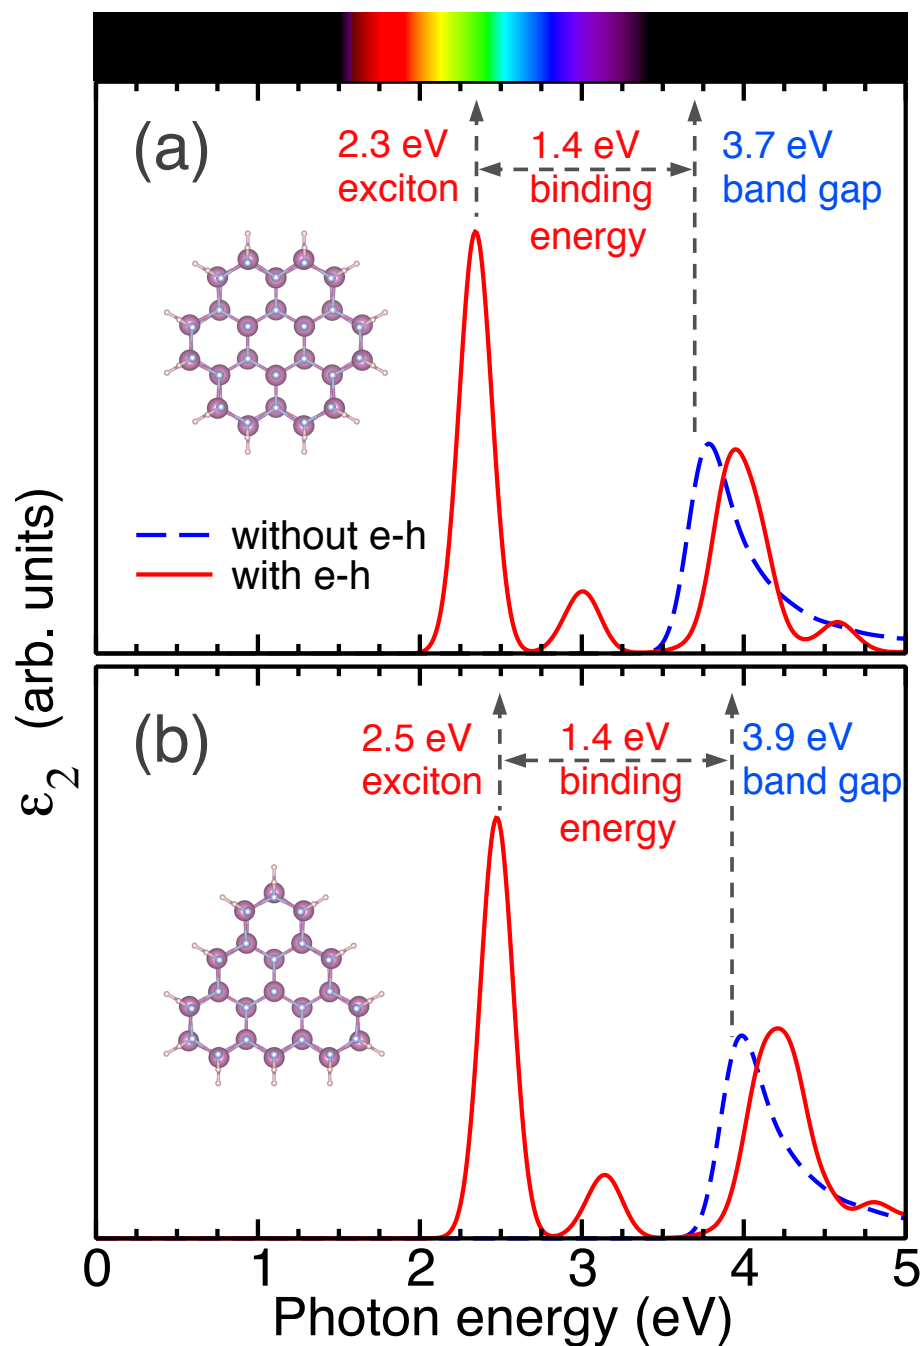 (a)
2.3 eV
exciton
1.4 eV
binding
energy
3.7 eV
band gap
without e-h
with e-h
ε2 (arb. units)
(b)
2.5 eV
exciton
1.4 eV
binding
energy
3.9 eV
band gap
0 1 2 3 4 5
Photon energy (eV)